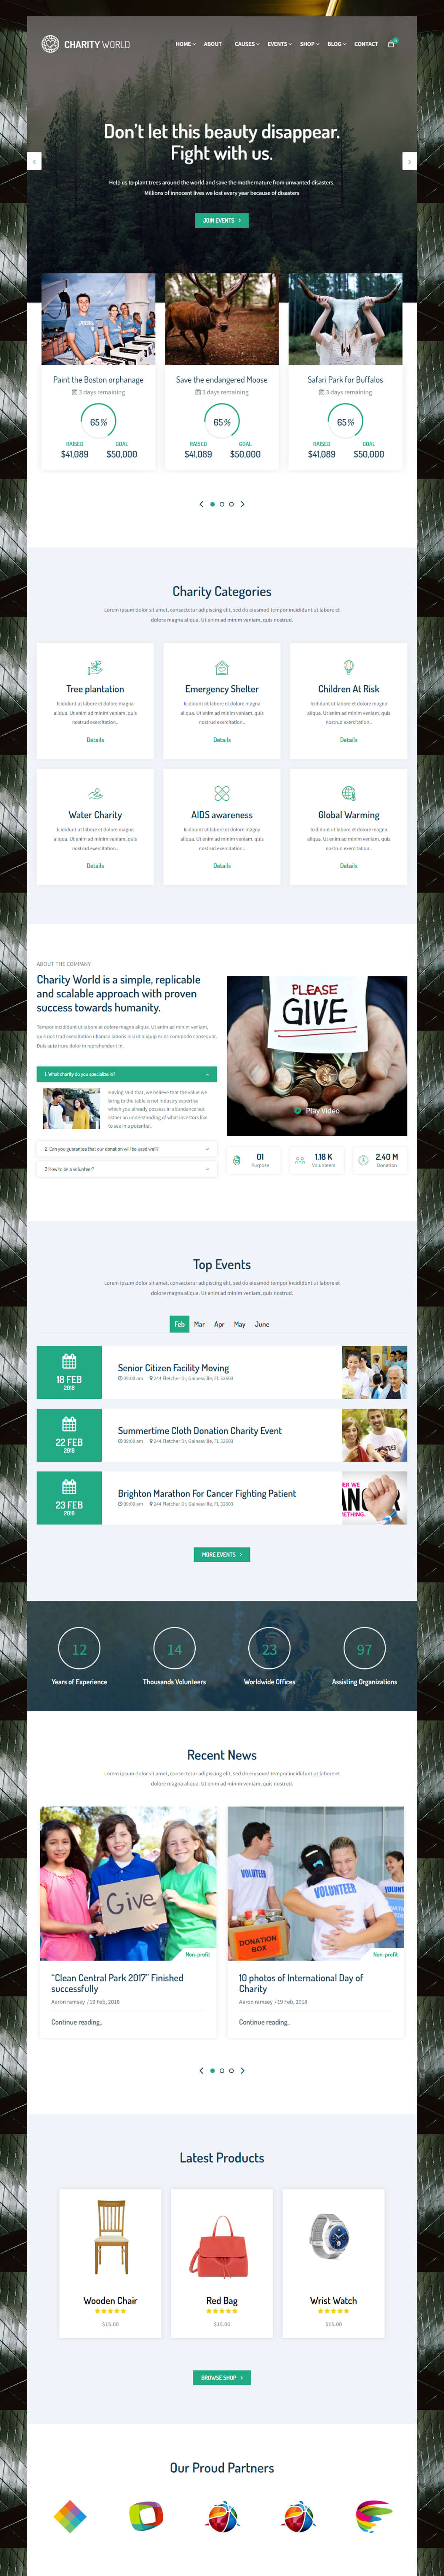 CHARITY WORLD
HOME
ABOUT
CAUSES
EVENTS
SHOP
BLOG
CONTACT
Don't let this beauty disappear.
Fight with us.
Help us to plant trees around the world and save the mothernature from unwanted disasters.
Millions of innocent lives we lost every year because of disasters
JOIN EVENTS
Paint the Boston orphanage
3 days remaining
65%
RAISED GOAL
$41,089 $50,000
Save the endangered Moose
3 days remaining
65%
RAISED GOAL
$41,089 $50,000
Safari Park for Buffalos
3 days remaining
65%
RAISED GOAL
$41,089 $50,000
Charity Categories
Lorem ipsum dolor sit amet, consectetur adipiscing elit, sed do eiusmod tempor incididunt ut labore et
dolore magna aliqua. Ut enim ad minim veniam, quis nostrud.
Tree plantation
Icididunt ut labore et dolore magna
aliqua. Ut enim ad minim veniam, quis
nostrud exercitation..
Details
Emergency Shelter
Icididunt ut labore et dolore magna
aliqua. Ut enim ad minim veniam, quis
nostrud exercitation..
Details
Children At Risk
Icididunt ut labore et dolore magna
aliqua. Ut enim ad minim veniam, quis
nostrud exercitation..
Details
Water Charity
Icididunt ut labore et dolore magna
aliqua. Ut enim ad minim veniam, quis
nostrud exercitation..
Details
AIDS awareness
Icididunt ut labore et dolore magna
aliqua. Ut enim ad minim veniam, quis
nostrud exercitation..
Details
Global Warming
Icididunt ut labore et dolore magna
aliqua. Ut enim ad minim veniam, quis
nostrud exercitation..
Details
ABOUT THE COMPANY
Charity World is a simple, replicable
and scalable approach with proven
success towards humanity.
Tempor incididunt ut labore et dolore magna aliqua. Ut enim ad minim veniam,
quis nos trud exercitation ullamco laboris nisi ut aliquip ex ea commodo consequat.
Duis aute irure dolor in reprehenderit in.
1. What charity do you specialize in?
Having said that, we believe that the value we
bring to the table is not industry expertise
which you already possess in abundance but
rather an understanding of what investors like
to see in a potential.
2. Can you guarantee that our donation will be used well?
3.How to be a volunteer?
PLEASE
GIVE
Play Video
01
Purpose
1.18 K
Volunteers
2.40 M
Donation
Top Events
Lorem ipsum dolor sit amet, consectetur adipiscing elit, sed do eiusmod tempor incididunt ut labore et
dolore magna aliqua. Ut enim ad minim veniam, quis nostrud.
Feb Mar Apr May June
18 FEB
2018
Senior Citizen Facility Moving
09:00 am 244 Fletcher Dr, Gainesville, FL 32603
22 FEB
2018
Summertime Cloth Donation Charity Event
09:00 am 244 Fletcher Dr, Gainesville, FL 32603
23 FEB
2018
Brighton Marathon For Cancer Fighting Patient
09:00 am 244 Fletcher Dr, Gainesville, FL 32603
MORE EVENTS
12
Years of Experience
14
Thousands Volunteers
23
Worldwide Offices
97
Assisting Organizations
Recent News
Lorem ipsum dolor sit amet, consectetur adipiscing elit, sed do eiusmod tempor incididunt ut labore et
dolore magna aliqua. Ut enim ad minim veniam, quis nostrud.
Give
Non-profit
"Clean Central Park 2017" Finished
successfully
Aaron ramsey / 19 Feb, 2018
Continue reading..
VOLUNTEER
VOLUNTEER
DONATION
BOX
Non-profit
10 photos of International Day of
Charity
Aaron ramsey / 19 Feb, 2018
Continue reading..
Latest Products
Wooden Chair
$15.00
Red Bag
$15.00
Wrist Watch
$15.00
BROWSE SHOP
Our Proud Partners